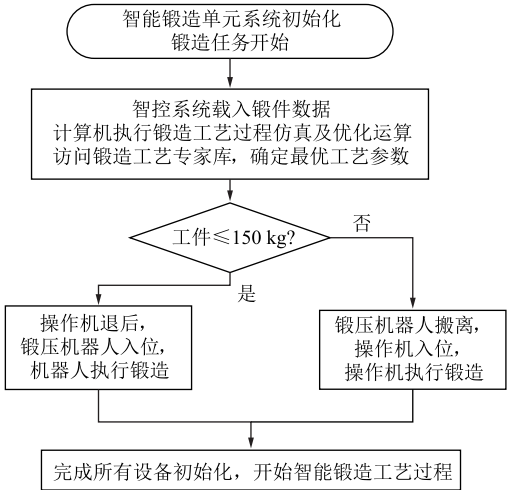 智能锻造单元系统初始化
锻造任务开始
智控系统载入锻件数据
计算机执行锻造工艺过程仿真及优化运算
访问锻造工艺专家库，确定最优工艺参数
工件≤150 kg?
否
是
操作机退后，
锻压机器人入位，
机器人执行锻造
锻压机器人搬离，
操作机入位，
操作机执行锻造
完成所有设备初始化，开始智能锻造工艺过程